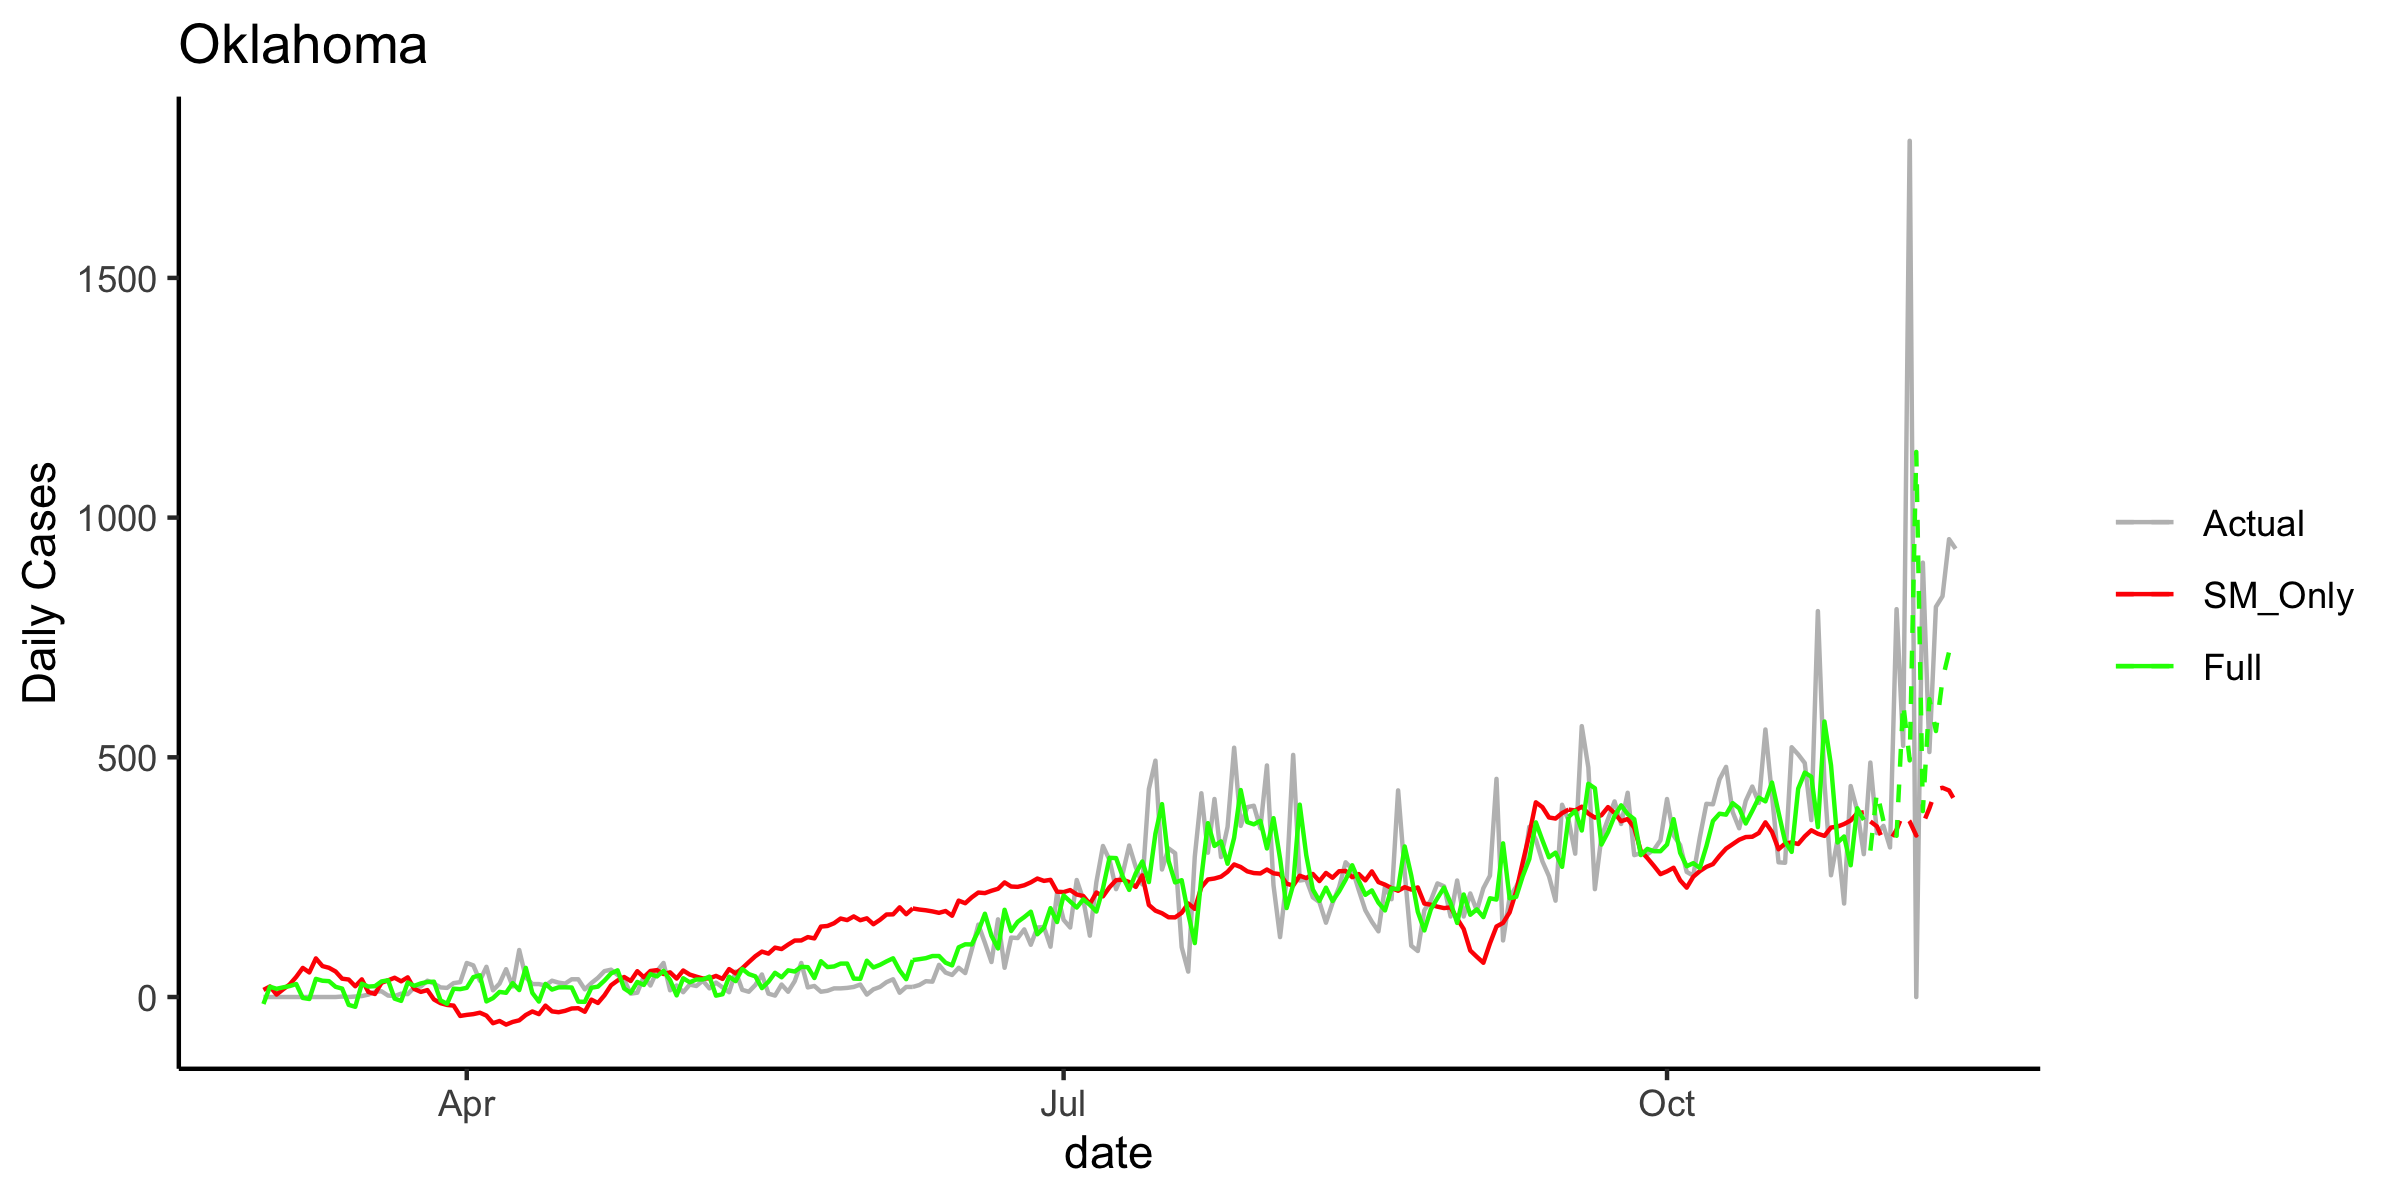 Oklahoma
Daily Cases
1500
1000
500
0
Apr
Jul
Oct
date
Actual
SM_Only
Full